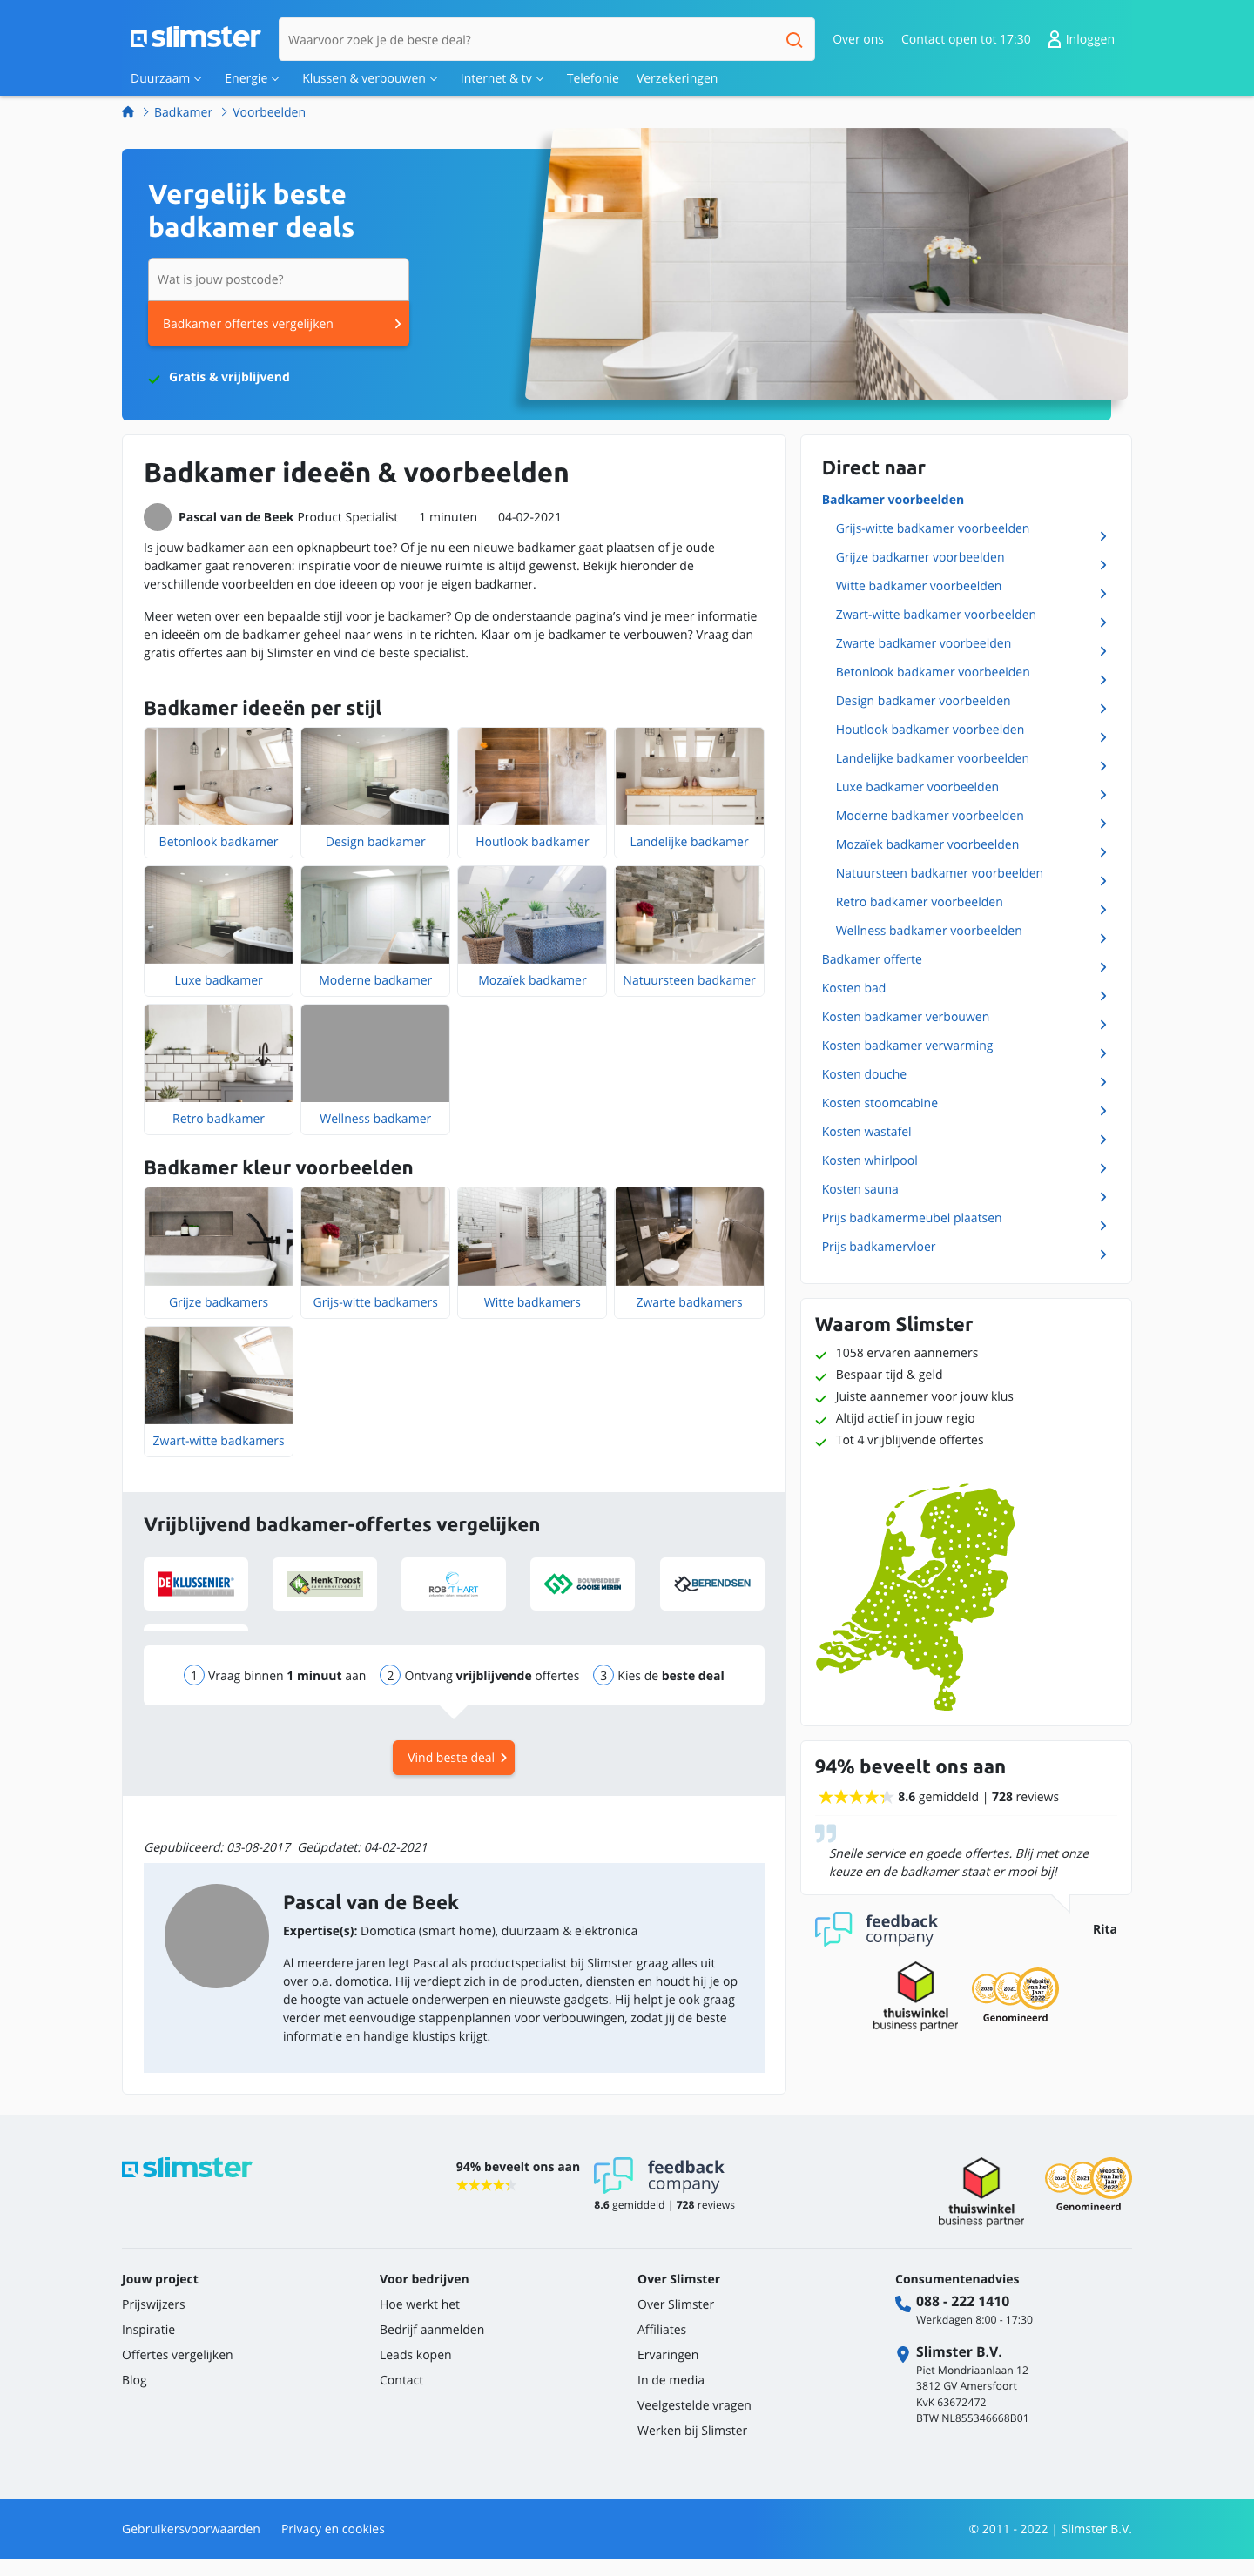 slimster
Waarvoor zoek je de beste deal?
Over ons
Contact open tot 17:30
Inloggen
Duurzaam
Energie
Klussen & verbouwen
Internet & tv
Telefonie
Verzekeringen
Badkamer
Voorbeelden
Vergelijk beste
badkamer deals
Wat is jouw postcode?
Badkamer offertes vergelijken
Gratis & vrijblijvend
Badkamer ideeën & voorbeelden
Pascal van de Beek Product Specialist
1 minuten
04-02-2021
Is jouw badkamer aan een opknapbeurt toe? Of je nu een nieuwe badkamer gaat plaatsen of je oude
badkamer gaat renoveren: inspiratie voor de nieuwe ruimte is altijd gewenst. Bekijk hieronder de
verschillende voorbeelden en doe ideeen op voor je eigen badkamer.
Meer weten over een bepaalde stijl voor je badkamer? Op de onderstaande pagina's vind je meer informatie
en ideeën om de badkamer geheel naar wens in te richten. Klaar om je badkamer te verbouwen? Vraag dan
gratis offertes aan bij Slimster en vind de beste specialist.
Badkamer ideeën per stijl
Betonlook badkamer
Design badkamer
Houtlook badkamer
Landelijke badkamer
Luxe badkamer
Moderne badkamer
Mozaïek badkamer
Natuursteen badkamer
Retro badkamer
Wellness badkamer
Badkamer kleur voorbeelden
Grijze badkamers
Grijs-witte badkamers
Witte badkamers
Zwarte badkamers
Zwart-witte badkamers
Vrijblijvend badkamer-offertes vergelijken
DE KLUSSENIER
Henk Troost
ROB 'T HART
BOUWBEDRIJF
GOOISE MEREN
BERENDSEN
1 Vraag binnen 1 minuut aan
2 Ontvang vrijblijvende offertes
3 Kies de beste deal
Vind beste deal
Gepubliceerd: 03-08-2017 Geüpdatet: 04-02-2021
Pascal van de Beek
Expertise(s): Domotica (smart home), duurzaam & elektronica
Al meerdere jaren legt Pascal als productspecialist bij Slimster graag alles uit
over o.a. domotica. Hij verdiept zich in de producten, diensten en houdt hij je op
de hoogte van actuele onderwerpen en nieuwste gadgets. Hij helpt je ook graag
verder met eenvoudige stappenplannen voor verbouwingen, zodat jij de beste
informatie en handige klustips krijgt.
Direct naar
Badkamer voorbeelden
Grijs-witte badkamer voorbeelden
Grijze badkamer voorbeelden
Witte badkamer voorbeelden
Zwart-witte badkamer voorbeelden
Zwarte badkamer voorbeelden
Betonlook badkamer voorbeelden
Design badkamer voorbeelden
Houtlook badkamer voorbeelden
Landelijke badkamer voorbeelden
Luxe badkamer voorbeelden
Moderne badkamer voorbeelden
Mozaïek badkamer voorbeelden
Natuursteen badkamer voorbeelden
Retro badkamer voorbeelden
Wellness badkamer voorbeelden
Badkamer offerte
Kosten bad
Kosten badkamer verbouwen
Kosten badkamer verwarming
Kosten douche
Kosten stoomcabine
Kosten wastafel
Kosten whirlpool
Kosten sauna
Prijs badkamermeubel plaatsen
Prijs badkamervloer
Waarom Slimster
1058 ervaren aannemers
Bespaar tijd & geld
Juiste aannemer voor jouw klus
Altijd actief in jouw regio
Tot 4 vrijblijvende offertes
94% beveelt ons aan
8.6 gemiddeld | 728 reviews
Snelle service en goede offertes. Blij met onze
keuze en de badkamer staat er mooi bij!
feedback
company
Rita
thuiswinkel
business partner
2020
2021
Website
van het
Jaar
2022
Genomineerd
slimster
94% beveelt ons aan
feedback
company
8.6 gemiddeld | 728 reviews
thuiswinkel
business partner
2020
2021
Website
van het
Jaar
2022
Genomineerd
Jouw project
Prijswijzers
Inspiratie
Offertes vergelijken
Blog
Voor bedrijven
Hoe werkt het
Bedrijf aanmelden
Leads kopen
Contact
Over Slimster
Over Slimster
Affiliates
Ervaringen
In de media
Veelgestelde vragen
Werken bij Slimster
Consumentenadvies
088 - 222 1410
Werkdagen 8:00 - 17:30
Slimster B.V.
Piet Mondriaanlaan 12
3812 GV Amersfoort
KvK 63672472
BTW NL855346668B01
Gebruikersvoorwaarden
Privacy en cookies
© 2011 - 2022 | Slimster B.V.